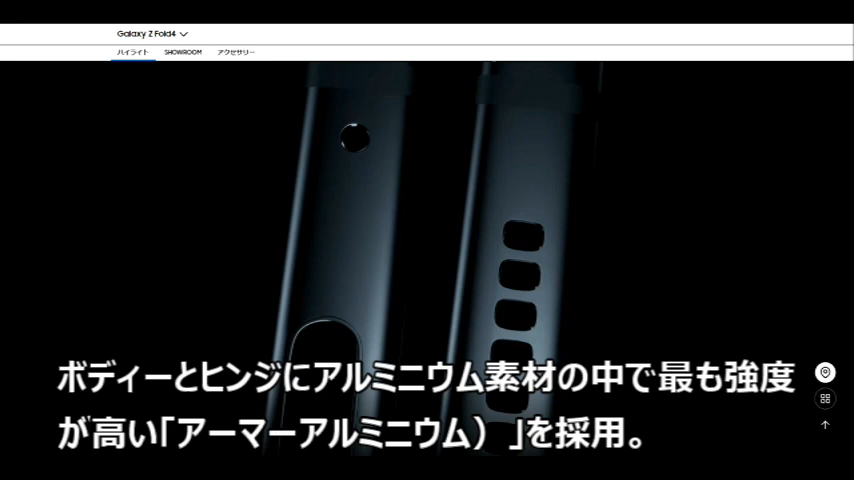 Galaxy Z Fold4
ハイライト SHOWROOM アクセサリー
ボディーとヒンジにアルミニウム素材の中で最も強度
が高い「アーマーアルミニウム）」を採用。